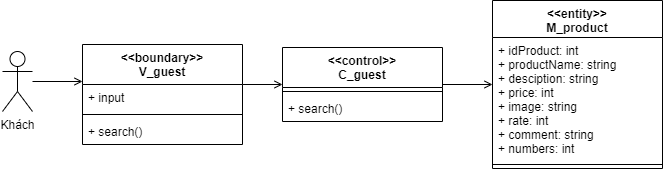 Khách
<<boundary>>
V_guest
+ input
+ search()
<<control>>
C_guest
+ search()
<<entity>>
M_product
+ idProduct: int
+ productName: string
+ desciption: string
+ price: int
+ image: string
+ rate: int
+ comment: string
+ numbers: int